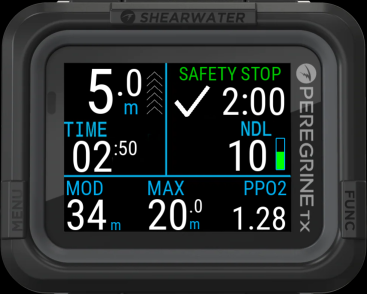 SHEARWATER
5.0 m
SAFETY STOP
2:00
TIME
02:50
NDL
10
MOD
34 m
MAX
20.0 m
PPO2
1.28
PEREGRINE TX
MENU
FUNC